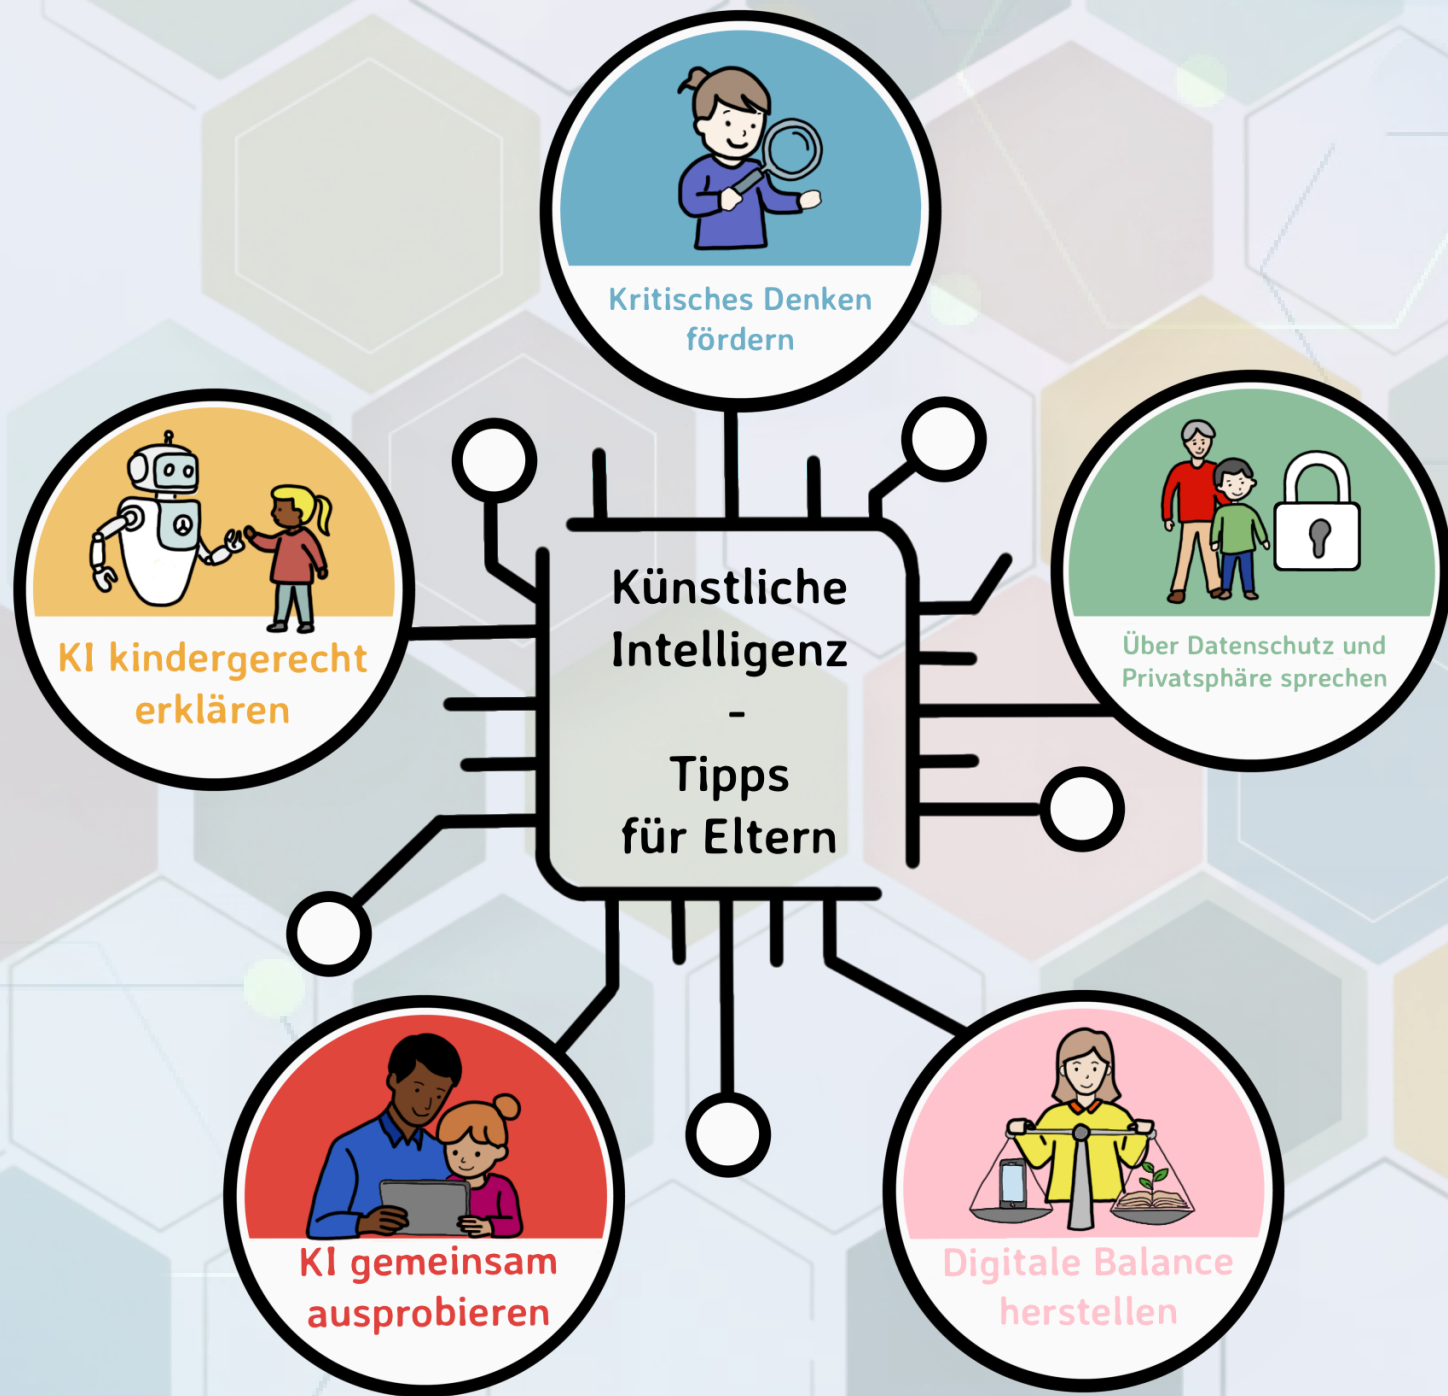 Kritisches Denken
fördern
KI kindergerecht
erklären
Künstliche
Intelligenz
-
Tipps
für Eltern
Über Datenschutz und
Privatsphäre sprechen
KI gemeinsam
ausprobieren
Digitale Balance
herstellen